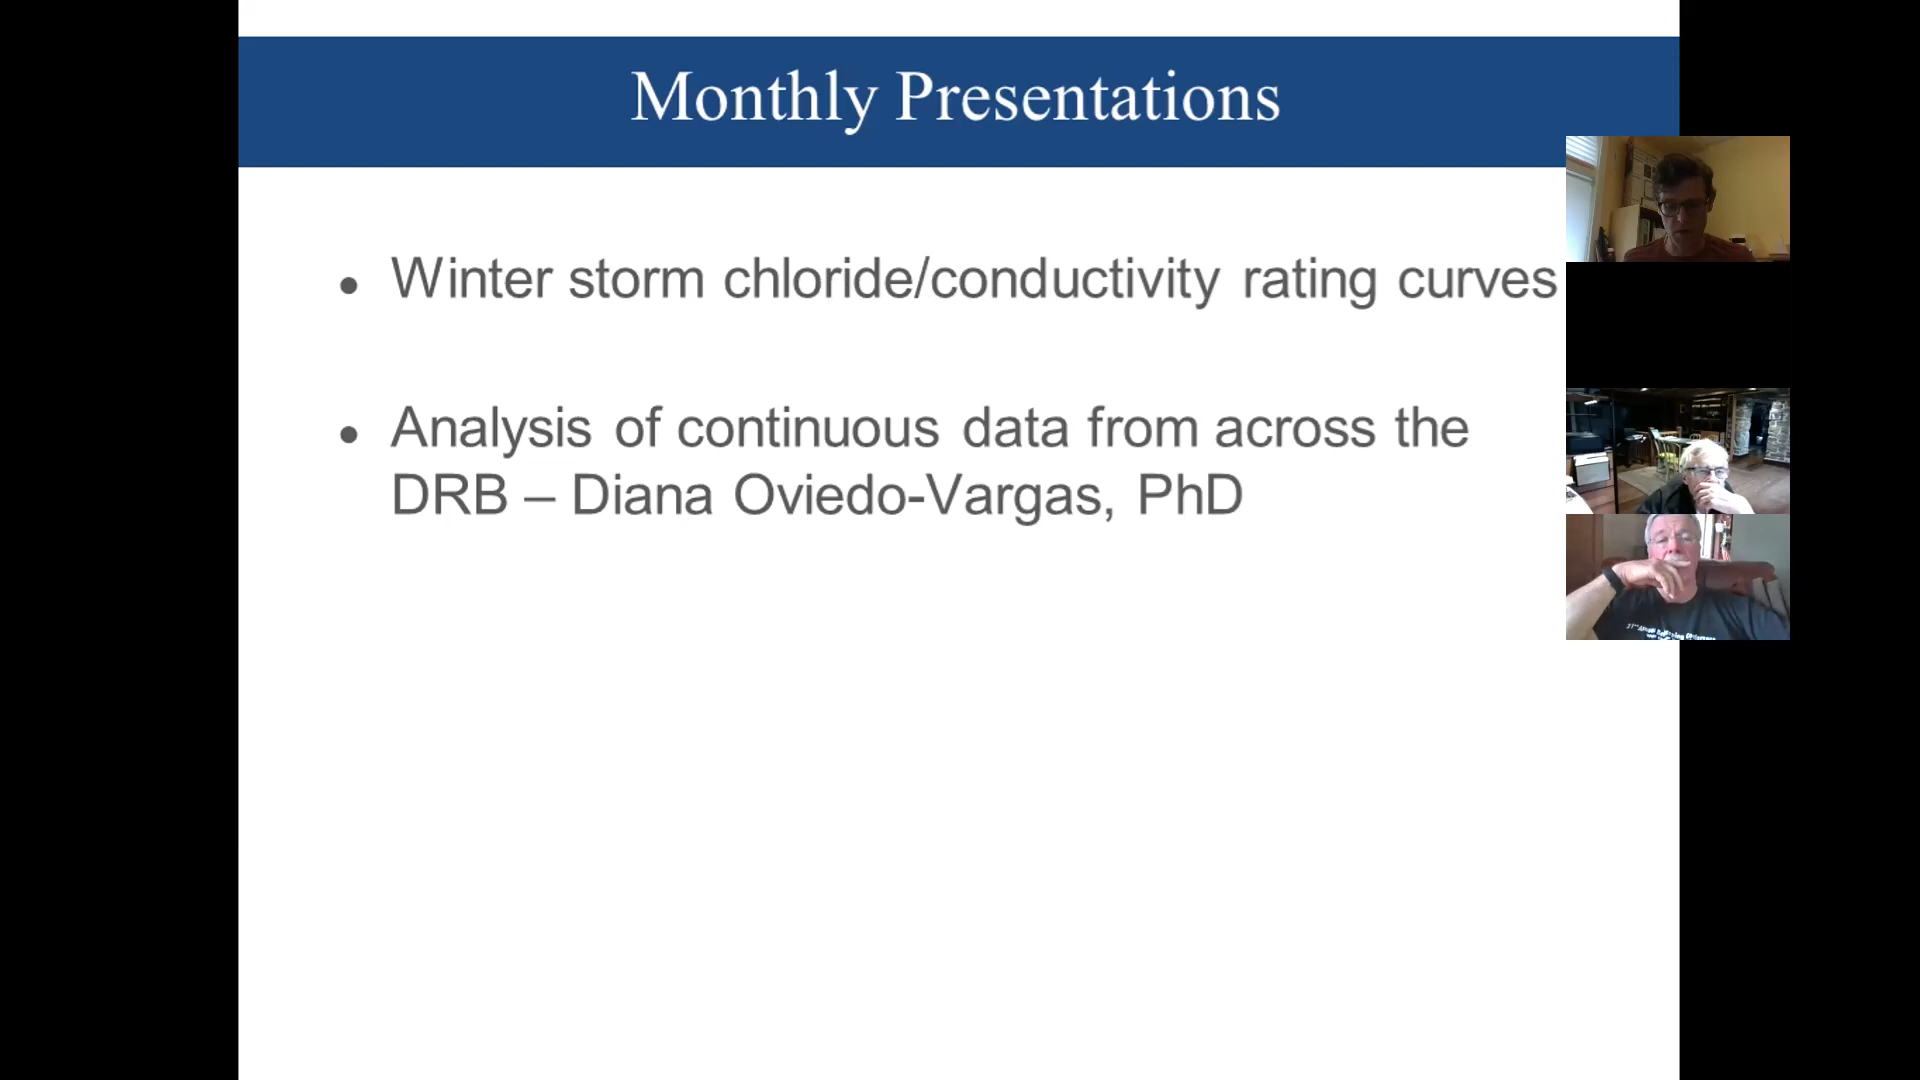 Monthly Presentations
• Winter storm chloride/conductivity rating curves
• Analysis of continuous data from across the
DRB – Diana Oviedo-Vargas, PhD